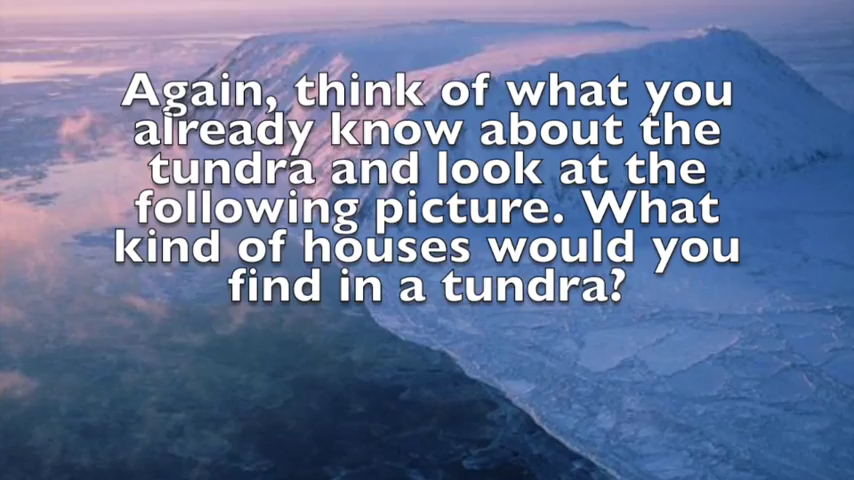 Again, think of what you
already know about the
tundra and look at the
following picture. What
kind of houses would you
find in a tundra?